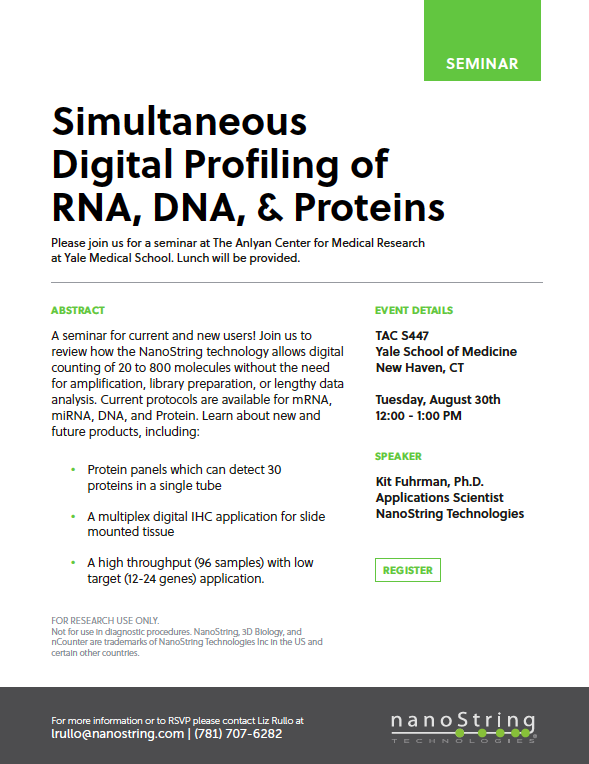 SEMINAR
Simultaneous
Digital Profiling of
RNA, DNA, & Proteins
Please join us for a seminar at The Anlyan Center for Medical Research
at Yale Medical School. Lunch will be provided.
ABSTRACT
A seminar for current and new users! Join us to
review how the NanoString technology allows digital
counting of 20 to 800 molecules without the need
for amplification, library preparation, or lengthy data
analysis. Current protocols are available for mRNA,
miRNA, DNA, and Protein. Learn about new and
future products, including:
• Protein panels which can detect 30
proteins in a single tube
• A multiplex digital IHC application for slide
mounted tissue
• A high throughput (96 samples) with low
target (12-24 genes) application.
EVENT DETAILS
TAC S447
Yale School of Medicine
New Haven, CT
Tuesday, August 30th
12:00 - 1:00 PM
SPEAKER
Kit Fuhrman, Ph.D.
Applications Scientist
NanoString Technologies
REGISTER
FOR RESEARCH USE ONLY.
Not for use in diagnostic procedures. NanoString, 3D Biology, and
nCounter are trademarks of NanoString Technologies Inc in the US and
certain other countries.
For more information or to RSVP please contact Liz Rullo at
lrullo@nanostring.com | (781) 707-6282
nanoString
TECHNOLOGIES®